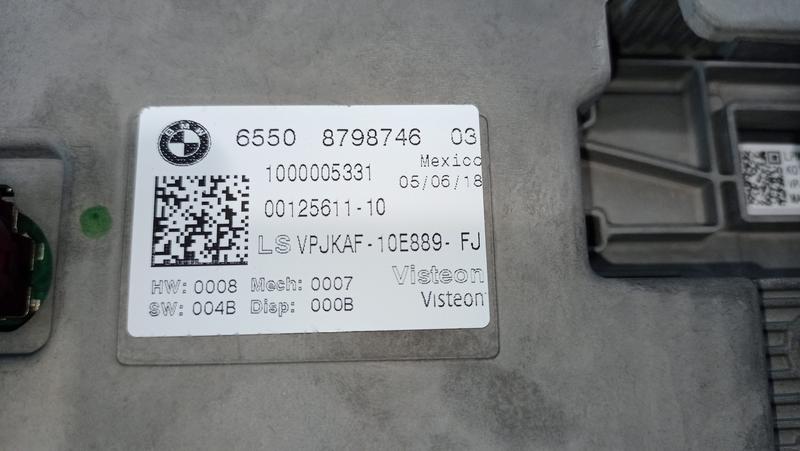 BMW
6550 8798746 03
Mexico
1000005331
05/06/18
00125611-10
LS VPJKAF-10E889-FJ
HW: 0008 Mech: 0007
Visteon
SW: 004B Disp: 000B
Visteon